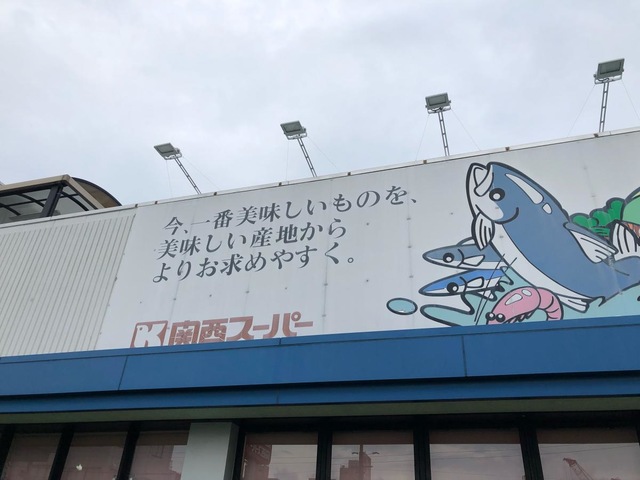 今、一番美味しいものを、
美味しい産地から
よりお求めやすく。
K 関西スーパー